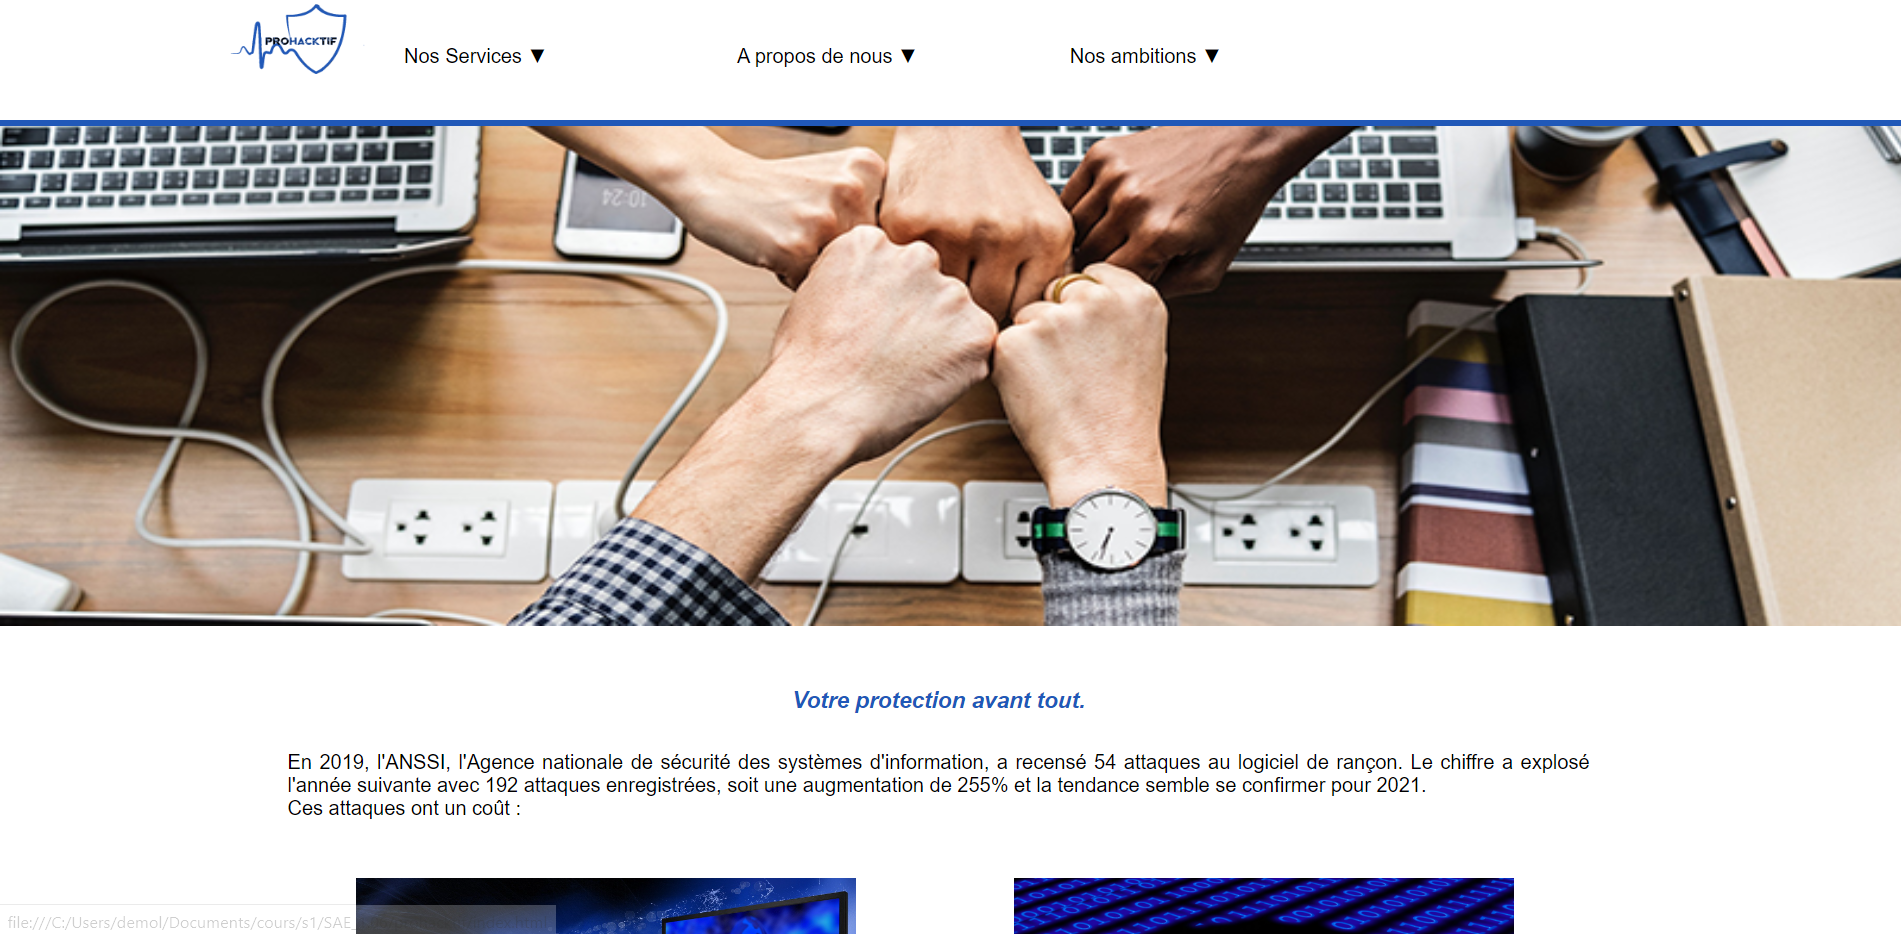 PROHACKTIF
Nos Services ▼
A propos de nous ▼
Nos ambitions ▼
10:24
Votre protection avant tout.
En 2019, l'ANSSI, l'Agence nationale de sécurité des systèmes d'information, a recensé 54 attaques au logiciel de rançon. Le chiffre a explosé
l'année suivante avec 192 attaques enregistrées, soit une augmentation de 255% et la tendance semble se confirmer pour 2021.
Ces attaques ont un coût :
file:///C:/Users/demol/Documents/cours/s1/SAE_